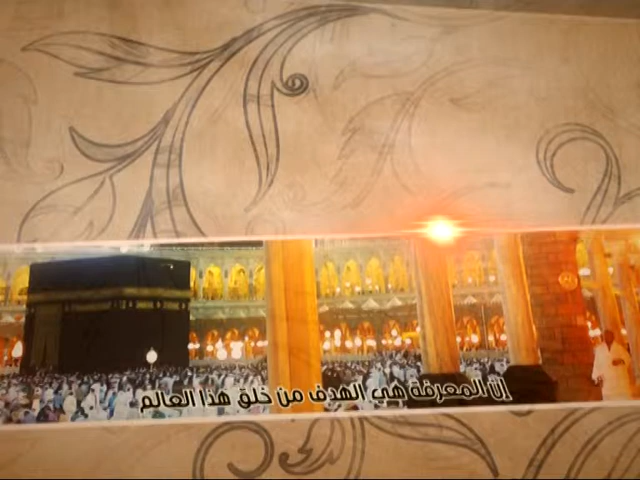 إن المعرفة هي الهدف من خلق هذا العالم